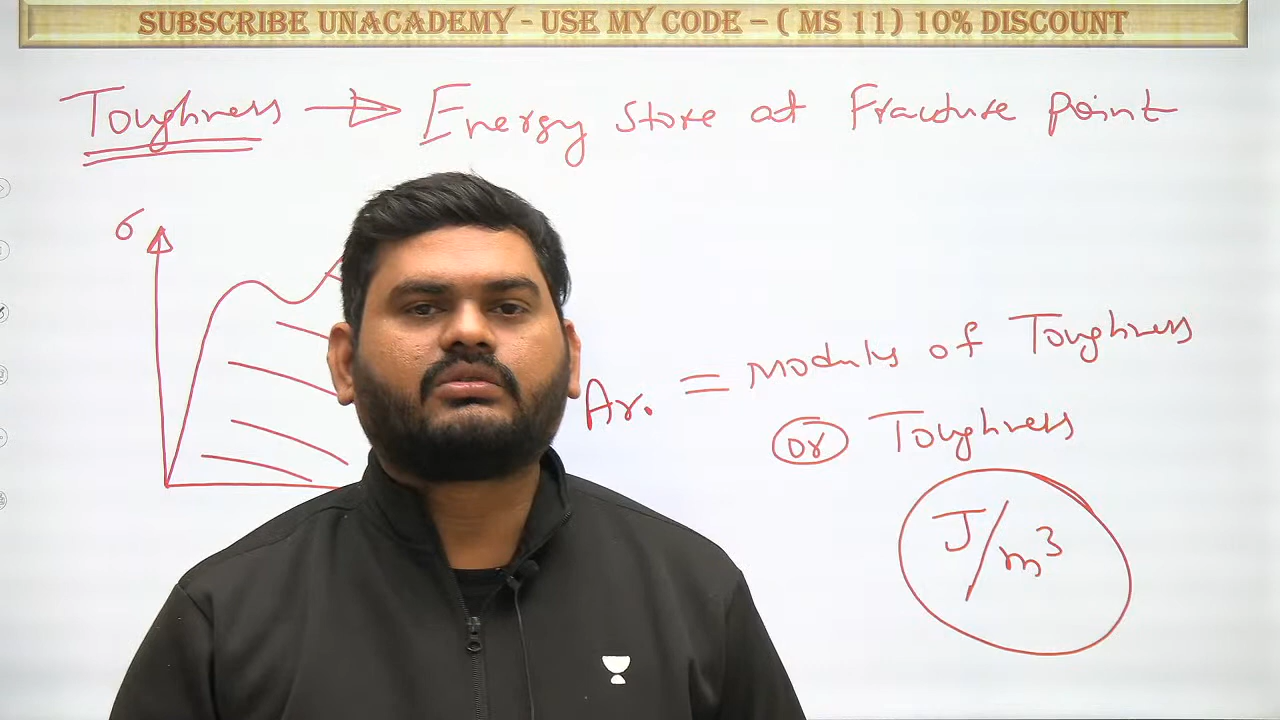 SUBSCRIBE UNACADEMY - USE MY CODE – ( MS 11) 10% DISCOUNT
Toughness → Energy store at Fracture point
σ
Ar. = Modulus of Toughness
or Toughness
J/m³